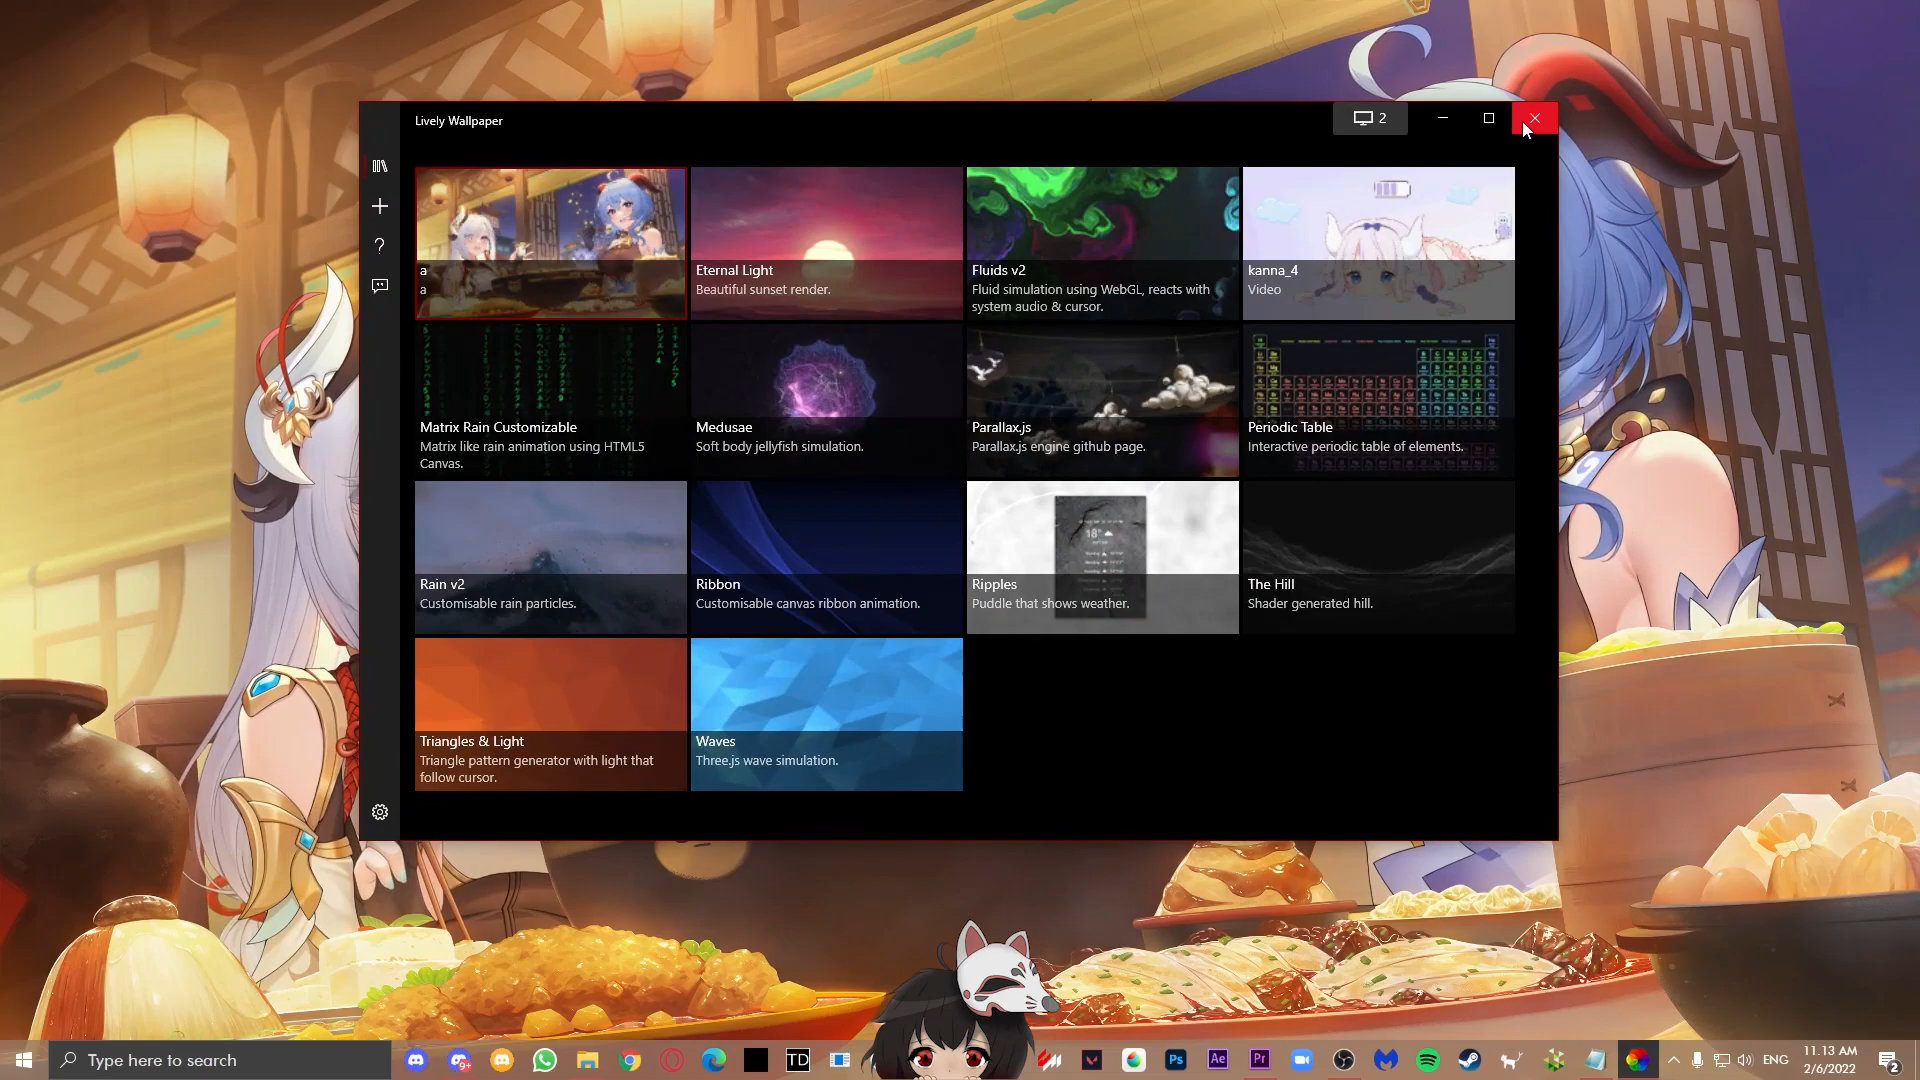 Lively Wallpaper
2
a
a
Eternal Light
Beautiful sunset render.
Fluids v2
Fluid simulation using WebGL, reacts with
system audio & cursor.
kanna_4
Video
Matrix Rain Customizable
Matrix like rain animation using HTML5
Canvas.
Medusae
Soft body jellyfish simulation.
Parallax.js
Parallax.js engine github page.
Periodic Table
Interactive periodic table of elements.
Rain v2
Customisable rain particles.
Ribbon
Customisable canvas ribbon animation.
18°
Ripples
Puddle that shows weather.
The Hill
Shader generated hill.
Triangles & Light
Triangle pattern generator with light that
follow cursor.
Waves
Three.js wave simulation.
Type here to search
9+
TD
Ps
Ae
Pr
ENG
11.13 AM
2/6/2022
2